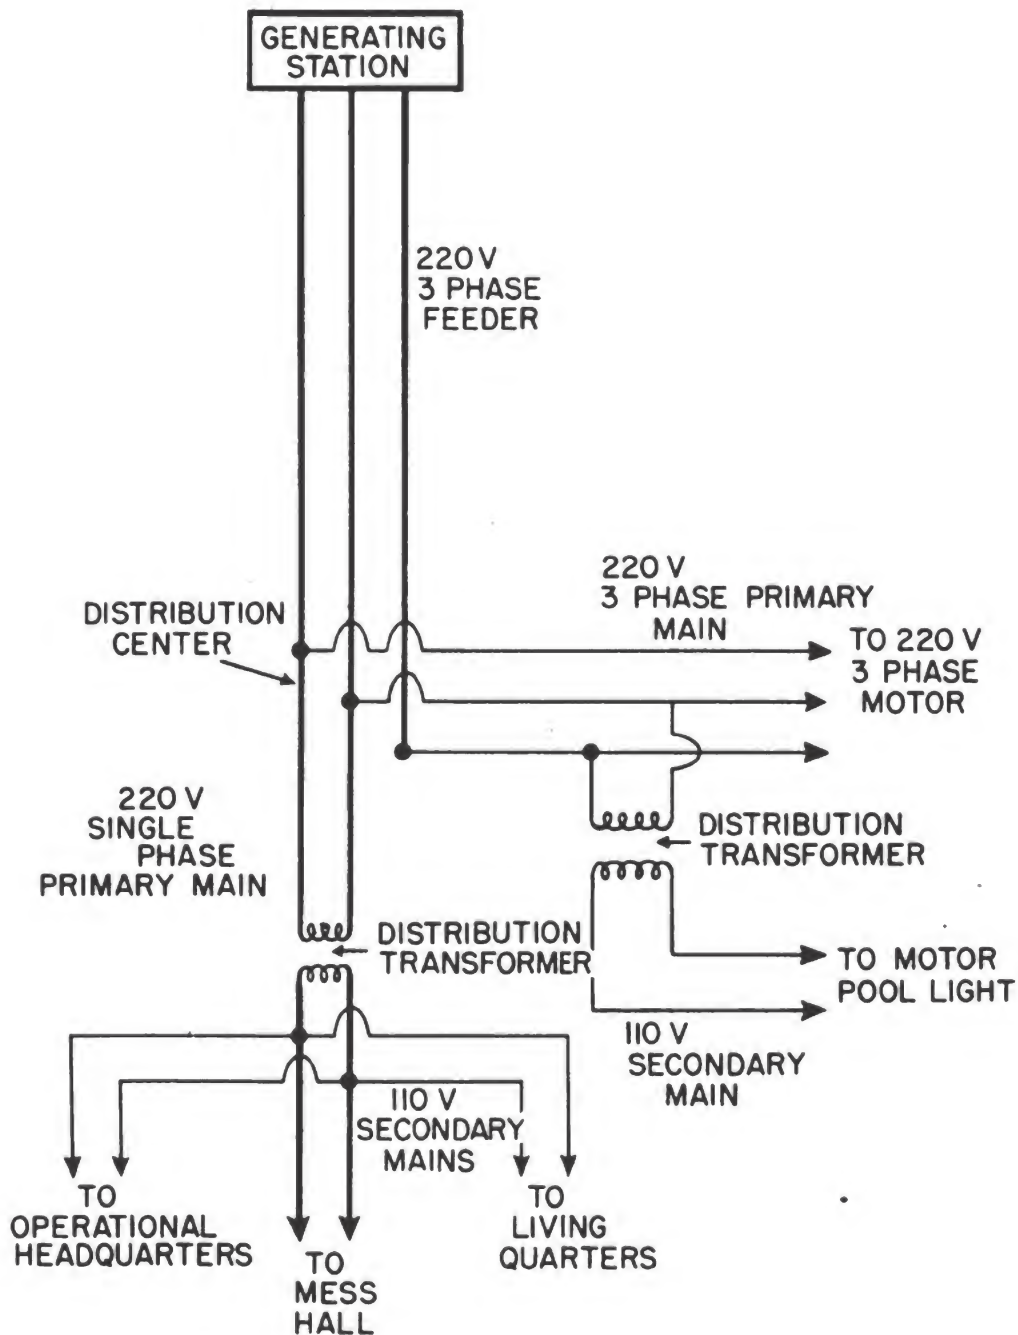 GENERATING
STATION
220 V
3 PHASE
FEEDER
220 V
3 PHASE PRIMARY
MAIN
DISTRIBUTION
CENTER
TO 220 V
3 PHASE
MOTOR
220 V
SINGLE
PHASE
PRIMARY MAIN
DISTRIBUTION
TRANSFORMER
DISTRIBUTION
TRANSFORMER
TO MOTOR
POOL LIGHT
110 V
SECONDARY
MAIN
110 V
SECONDARY
MAINS
TO
OPERATIONAL
HEADQUARTERS
TO
MESS
HALL
TO
LIVING
QUARTERS